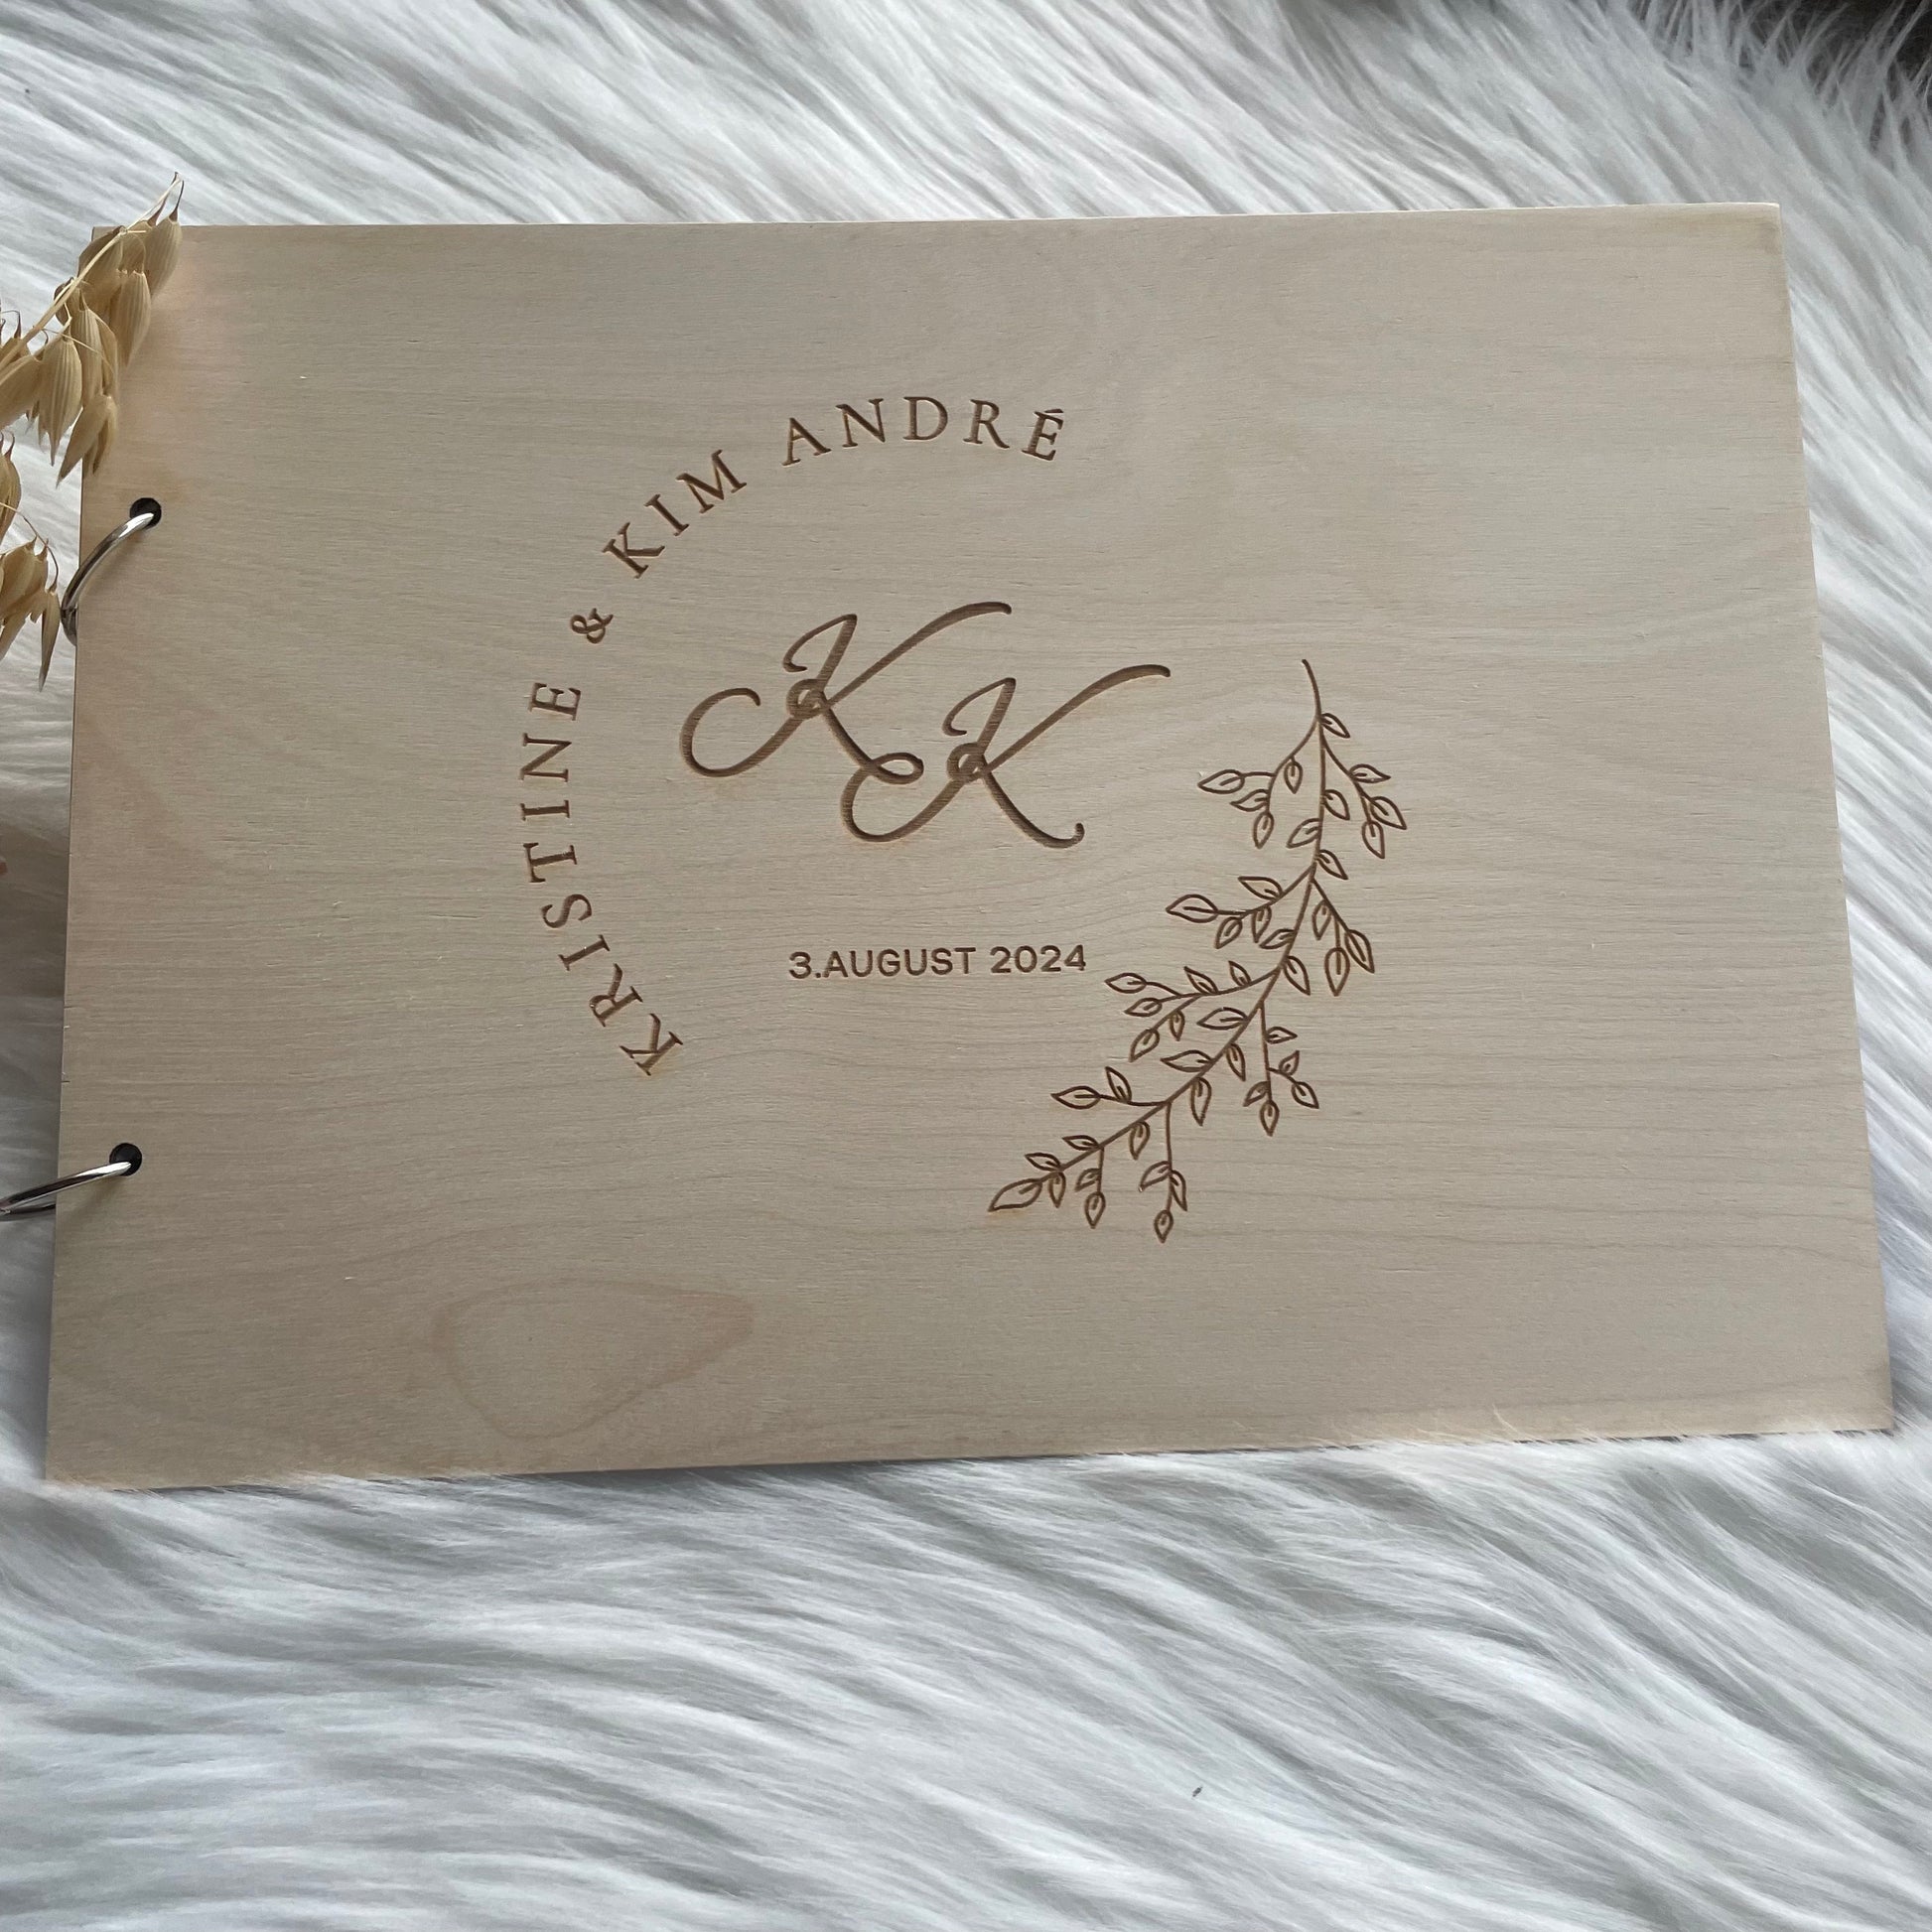 KRISTINE & KIM ANDRÉ
KK
3.AUGUST 2024